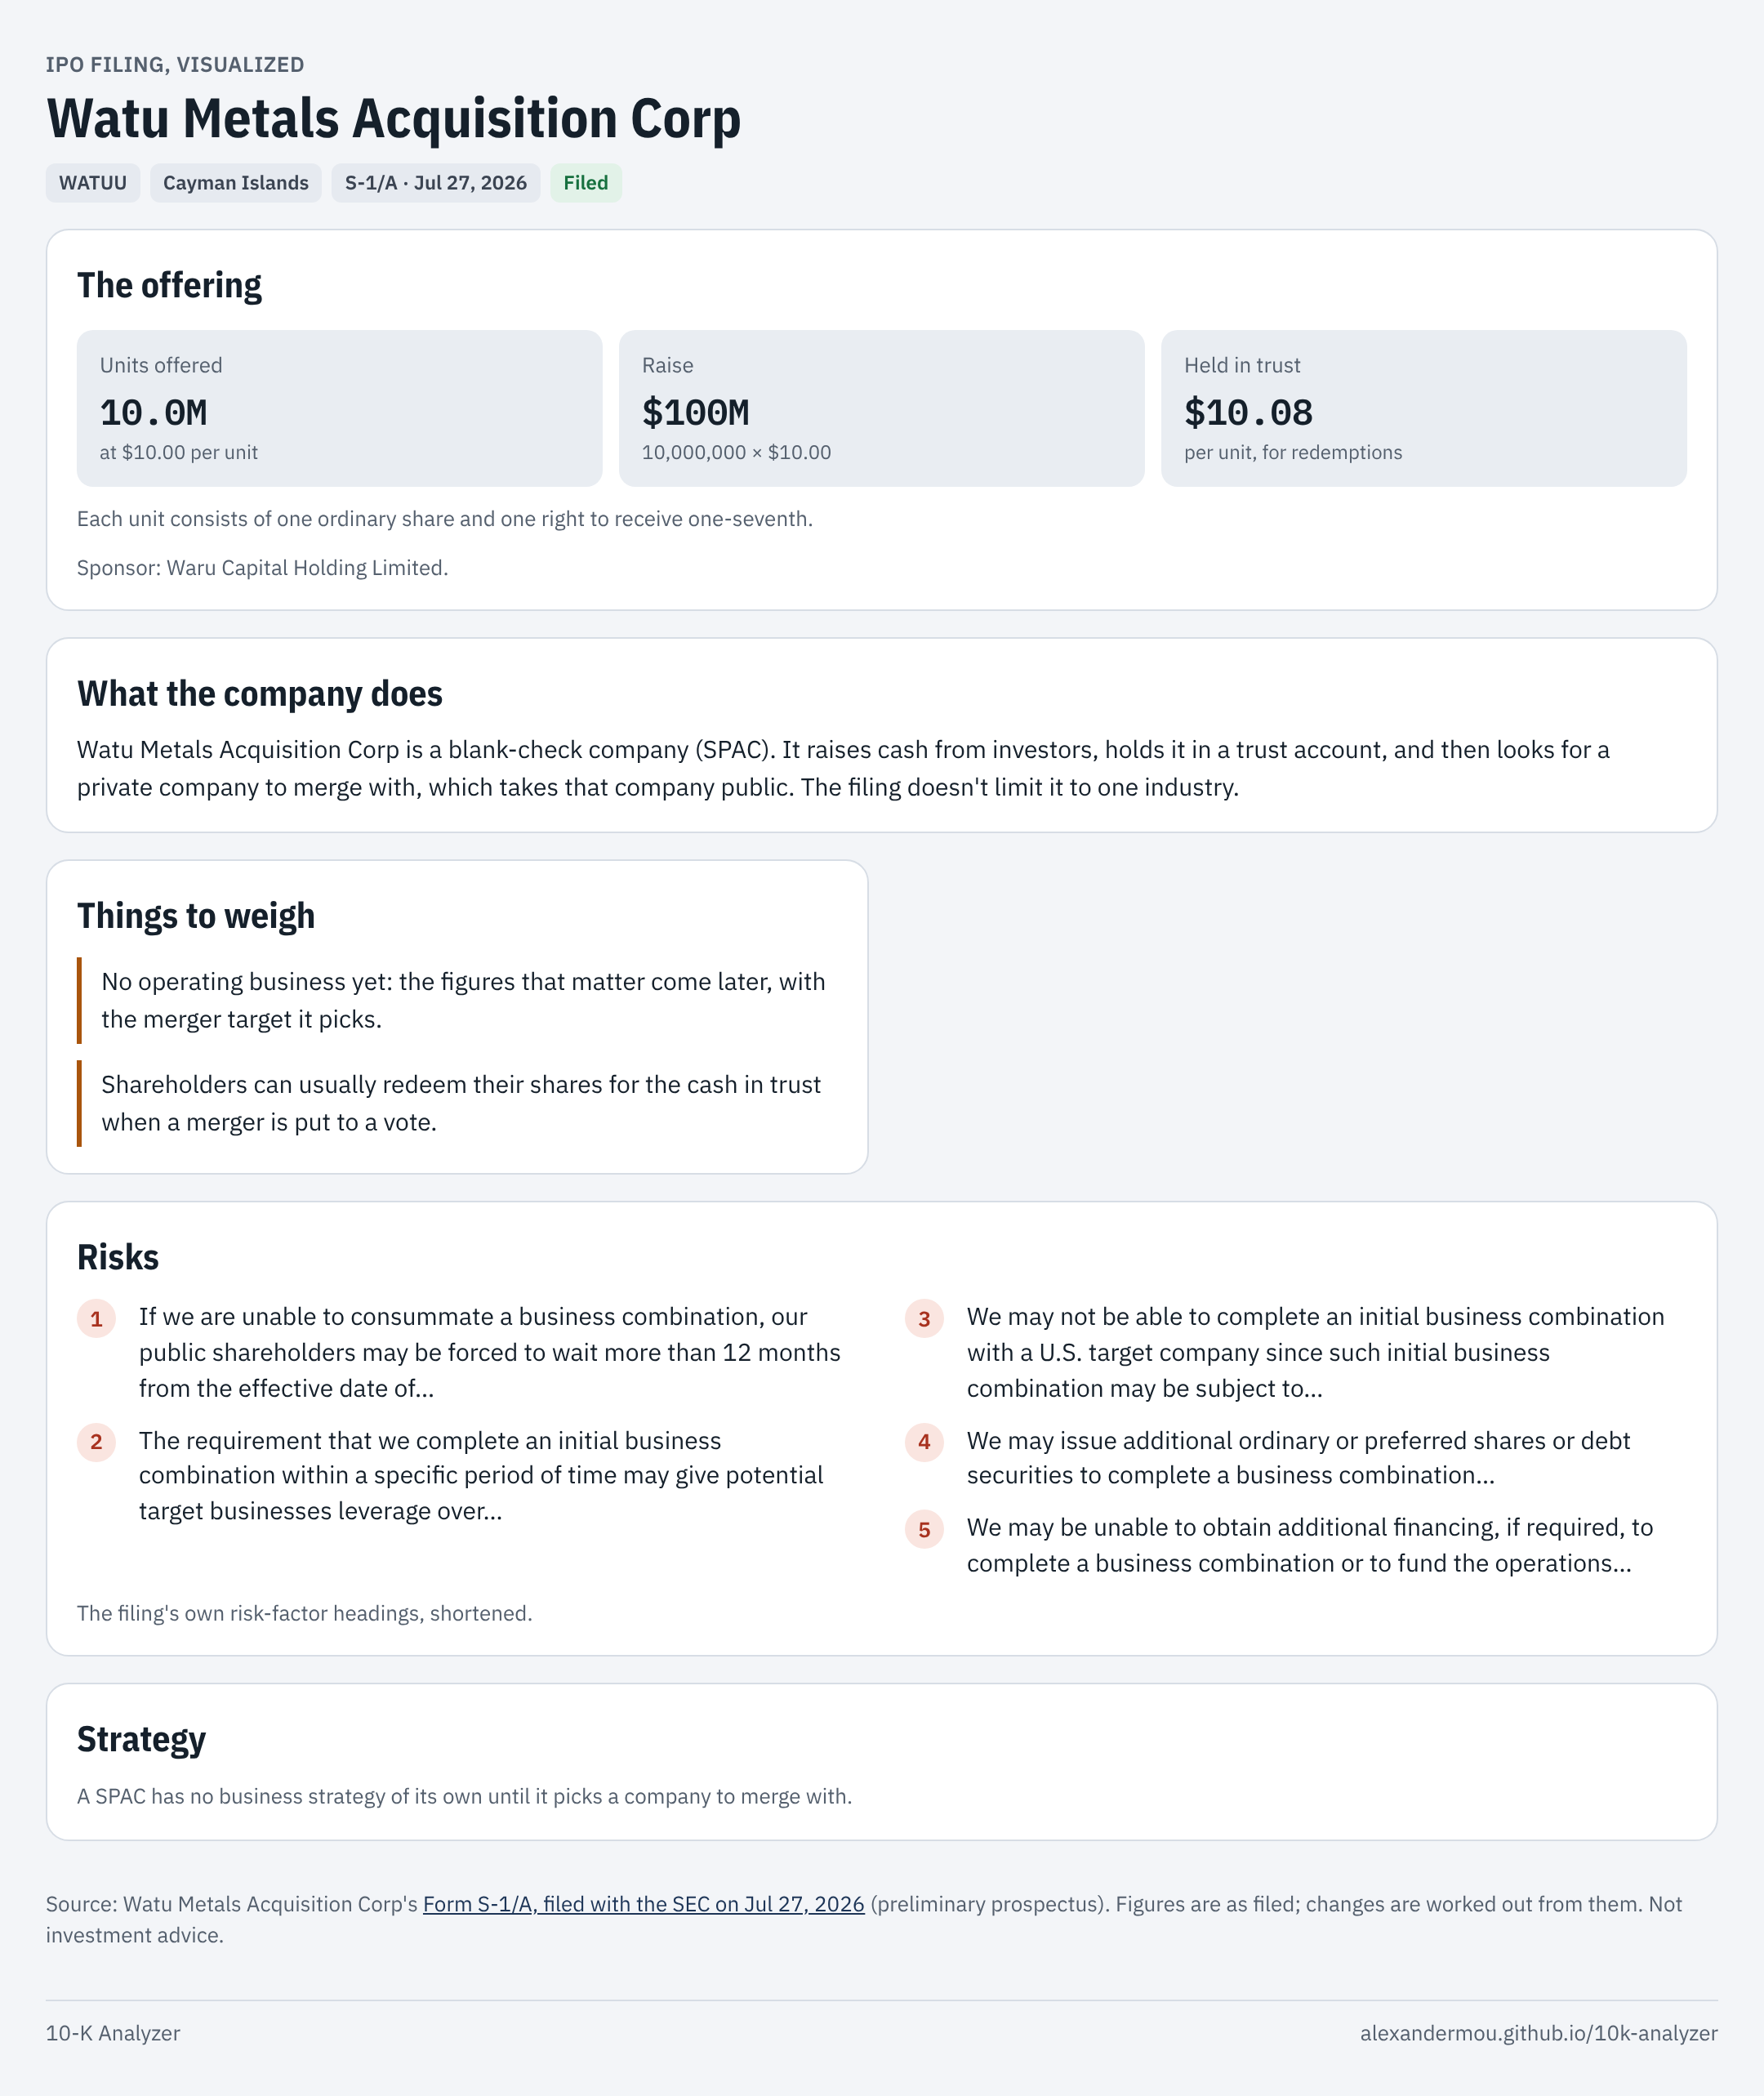 IPO FILING, VISUALIZED
Watu Metals Acquisition Corp
WATUU
Cayman Islands
S-1/A · Jul 27, 2026
Filed
The offering
Units offered
10.0M
at $10.00 per unit
Raise
$100M
10,000,000 × $10.00
Held in trust
$10.08
per unit, for redemptions
Each unit consists of one ordinary share and one right to receive one-seventh.
Sponsor: Waru Capital Holding Limited.
What the company does
Watu Metals Acquisition Corp is a blank-check company (SPAC). It raises cash from investors, holds it in a trust account, and then looks for a
private company to merge with, which takes that company public. The filing doesn't limit it to one industry.
Things to weigh
No operating business yet: the figures that matter come later, with
the merger target it picks.
Shareholders can usually redeem their shares for the cash in trust
when a merger is put to a vote.
Risks
1
If we are unable to consummate a business combination, our
public shareholders may be forced to wait more than 12 months
from the effective date of...
2
The requirement that we complete an initial business
combination within a specific period of time may give potential
target businesses leverage over...
3
We may not be able to complete an initial business combination
with a U.S. target company since such initial business
combination may be subject to...
4
We may issue additional ordinary or preferred shares or debt
securities to complete a business combination...
5
We may be unable to obtain additional financing, if required, to
complete a business combination or to fund the operations...
The filing's own risk-factor headings, shortened.
Strategy
A SPAC has no business strategy of its own until it picks a company to merge with.
Source: Watu Metals Acquisition Corp's Form S-1/A, filed with the SEC on Jul 27, 2026 (preliminary prospectus). Figures are as filed; changes are worked out from them. Not
investment advice.
10-K Analyzer
alexandermou.github.io/10k-analyzer